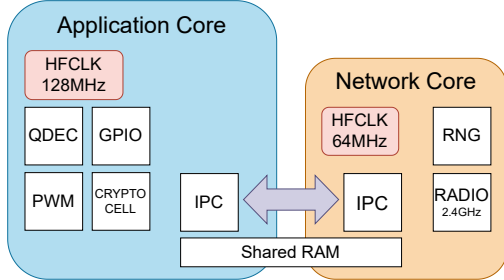 Application Core
HFCLK
128MHz
QDEC
GPIO
PWM
CRYPTO
CELL
IPC
Network Core
HFCLK
64MHz
RNG
IPC
RADIO
2.4GHz
Shared RAM